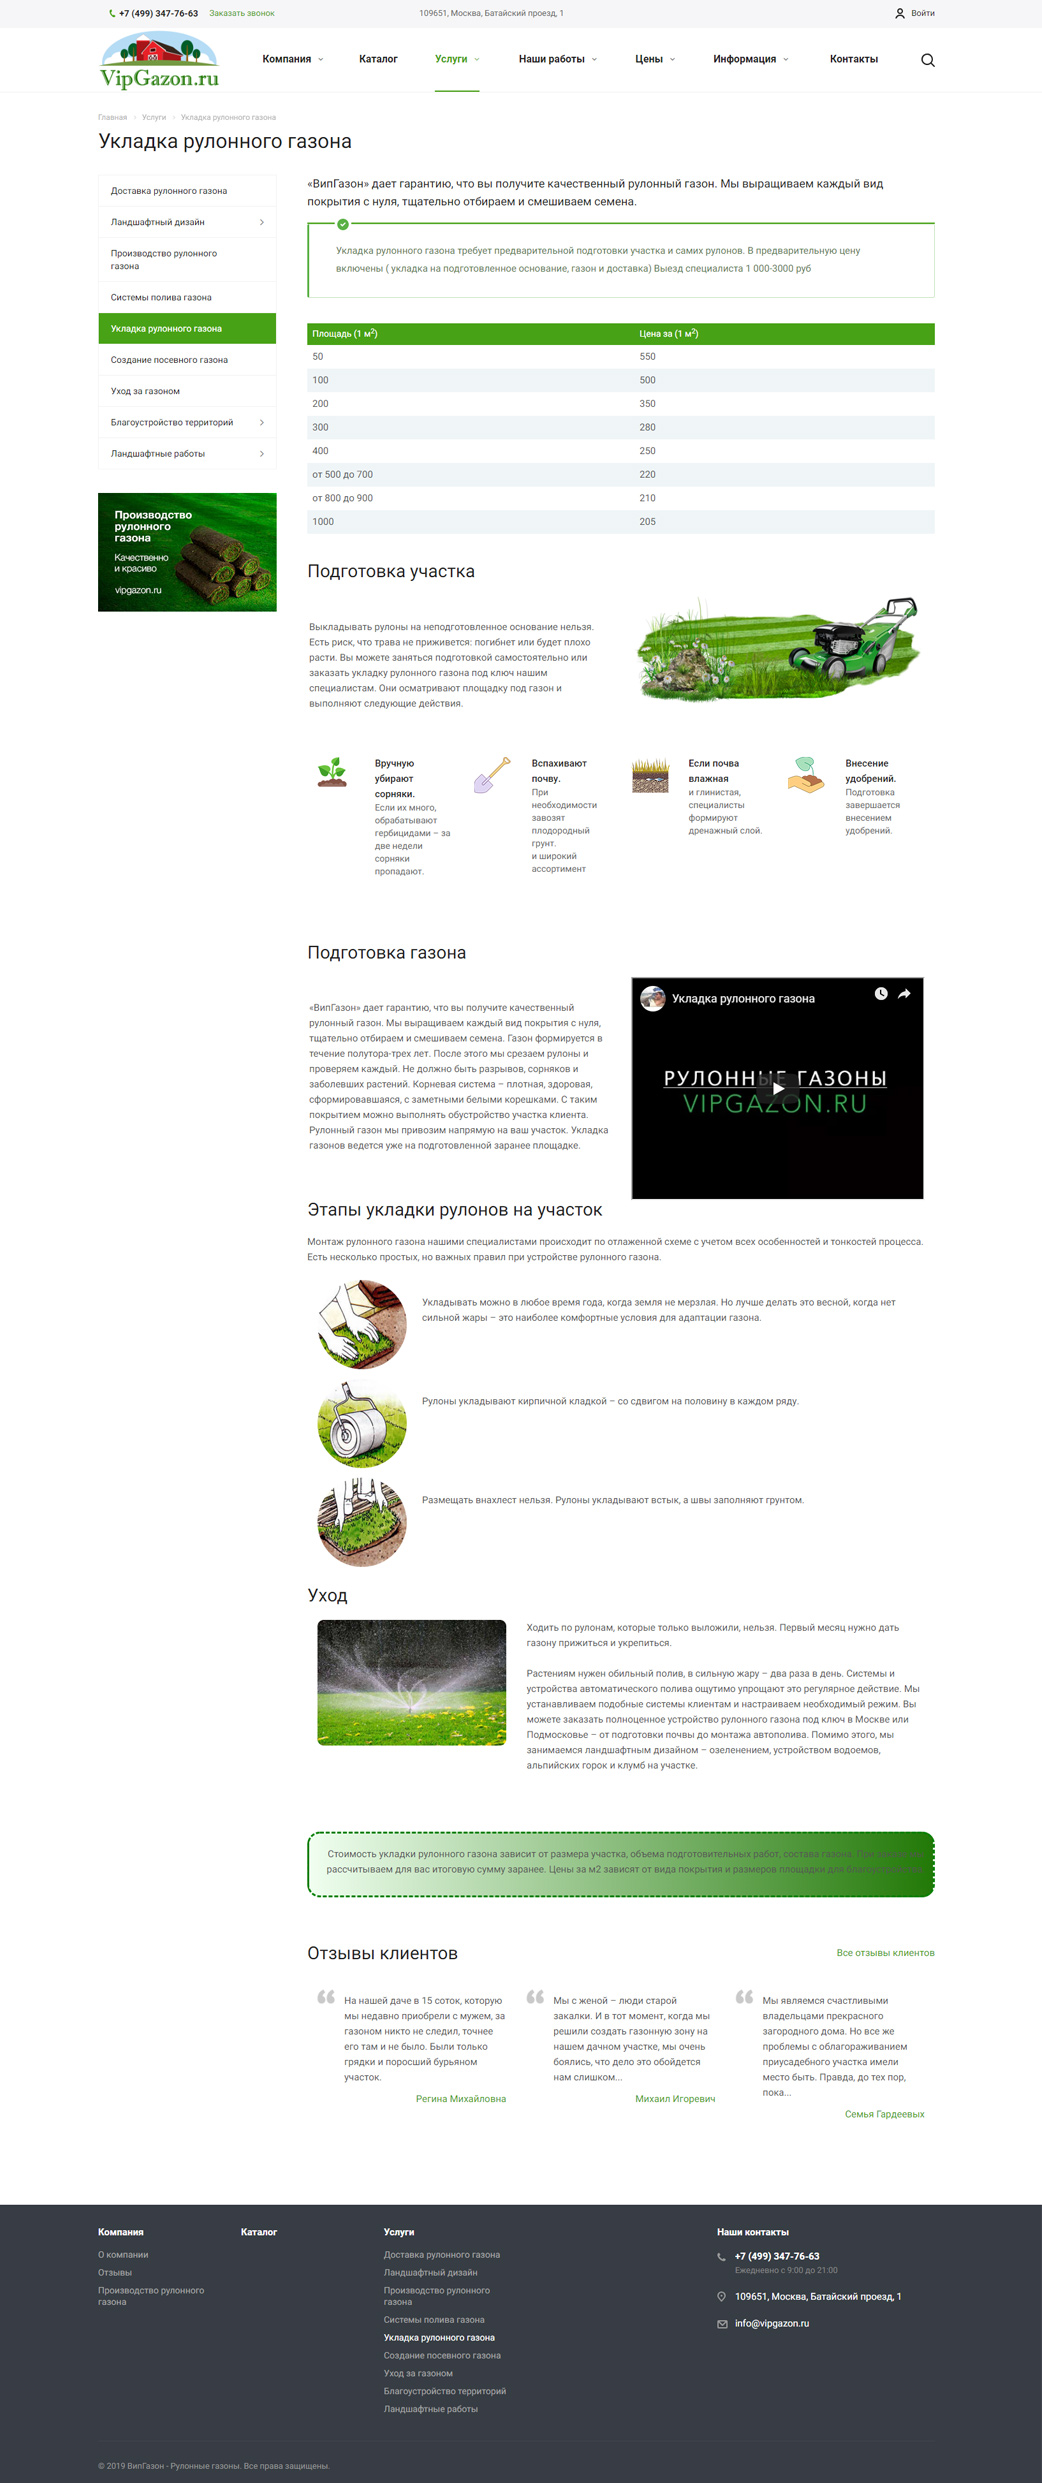 +7 (499) 347-76-63 Заказать звонок 109651, Москва, Батайский проезд, 1 Войти
VipGazon.ru
Компания Каталог Услуги Наши работы Цены Информация Контакты
Главная Услуги Укладка рулонного газона
Укладка рулонного газона
Доставка рулонного газона
Ландшафтный дизайн
Производство рулонного
газона
Системы полива газона
Укладка рулонного газона
Создание посевного газона
Уход за газоном
Благоустройство территорий
Ландшафтные работы
Производство
рулонного
газона
Качественно
и красиво
vipgazon.ru
«ВипГазон» дает гарантию, что вы получите качественный рулонный газон. Мы выращиваем каждый вид
покрытия с нуля, тщательно отбираем и смешиваем семена.
Укладка рулонного газона требует предварительной подготовки участка и самих рулонов. В предварительную цену
включены ( укладка на подготовленное основание, газон и доставка) Выезд специалиста 1 000-3000 руб
Площадь (1 м²) Цена за (1 м²)
50 550
100 500
200 350
300 280
400 250
от 500 до 700 220
от 800 до 900 210
1000 205
Подготовка участка
Выкладывать рулоны на неподготовленное основание нельзя.
Есть риск, что трава не приживется: погибнет или будет плохо
расти. Вы можете заняться подготовкой самостоятельно или
заказать укладку рулонного газона под ключ нашим
специалистам. Они осматривают площадку под газон и
выполняют следующие действия.
Вручную
убирают
сорняки.
Если их много,
обрабатывают
гербицидами – за
две недели
сорняки
пропадают.
Вспахивают
почву.
При
необходимости
завозят
плодородный
грунт.
и широкий
ассортимент
Если почва
влажная
и глинистая,
специалисты
формируют
дренажный слой.
Внесение
удобрений.
Подготовка
завершается
внесением
удобрений.
Подготовка газона
«ВипГазон» дает гарантию, что вы получите качественный
рулонный газон. Мы выращиваем каждый вид покрытия с нуля,
тщательно отбираем и смешиваем семена. Газон формируется в
течение полутора-трех лет. После этого мы срезаем рулоны и
проверяем каждый. Не должно быть разрывов, сорняков и
заболевших растений. Корневая система – плотная, здоровая,
сформировавшаяся, с заметными белыми корешками. С таким
покрытием можно выполнять обустройство участка клиента.
Рулонный газон мы привозим напрямую на ваш участок. Укладка
газонов ведется уже на подготовленной заранее площадке.
Укладка рулонного газона
РУЛОННЫЕ ГАЗОНЫ
VIPGAZON.RU
Этапы укладки рулонов на участок
Монтаж рулонного газона нашими специалистами происходит по отлаженной схеме с учетом всех особенностей и тонкостей процесса.
Есть несколько простых, но важных правил при устройстве рулонного газона.
Укладывать можно в любое время года, когда земля не мерзлая. Но лучше делать это весной, когда нет
сильной жары – это наиболее комфортные условия для адаптации газона.
Рулоны укладывают кирпичной кладкой – со сдвигом на половину в каждом ряду.
Размещать внахлест нельзя. Рулоны укладывают встык, а швы заполняют грунтом.
Уход
Ходить по рулонам, которые только выложили, нельзя. Первый месяц нужно дать
газону прижиться и укрепиться.
Растениям нужен обильный полив, в сильную жару – два раза в день. Системы и
устройства автоматического полива ощутимо упрощают это регулярное действие. Мы
устанавливаем подобные системы клиентам и настраиваем необходимый режим. Вы
можете заказать полноценное устройство рулонного газона под ключ в Москве или
Подмосковье – от подготовки почвы до монтажа автополива. Помимо этого, мы
занимаемся ландшафтным дизайном – озеленением, устройством водоемов,
альпийских горок и клумб на участке.
Стоимость укладки рулонного газона зависит от размера участка, объема подготовительных работ, состава газона. При
рассчитываем для вас итоговую сумму заранее. Цены за м2 зависят от вида покрытия и размеров площадки для
Отзывы клиентов Все отзывы клиентов
На нашей даче в 15 соток, которую
мы недавно приобрели с мужем, за
газоном никто не следил, точнее
его там и не было. Были только
грядки и поросший бурьяном
участок.
Регина Михайловна
Мы с женой – люди старой
закалки. И в тот момент, когда мы
решили создать газонную зону на
нашем дачном участке, мы очень
боялись, что дело это обойдется
нам слишком...
Михаил Игоревич
Мы являемся счастливыми
владельцами прекрасного
загородного дома. Но все же
проблемы с облагораживанием
приусадебного участка имели
место быть. Правда, до тех пор,
пока...
Семья Гардеевых
Компания
О компании
Отзывы
Производство рулонного
газона
Каталог
Услуги
Доставка рулонного газона
Ландшафтный дизайн
Производство рулонного
газона
Системы полива газона
Укладка рулонного газона
Создание посевного газона
Уход за газоном
Благоустройство территорий
Ландшафтные работы
Наши контакты
+7 (499) 347-76-63
Ежедневно с 9:00 до 21:00
109651, Москва, Батайский проезд, 1
info@vipgazon.ru
© 2019 ВипГазон - Рулонные газоны. Все права защищены.